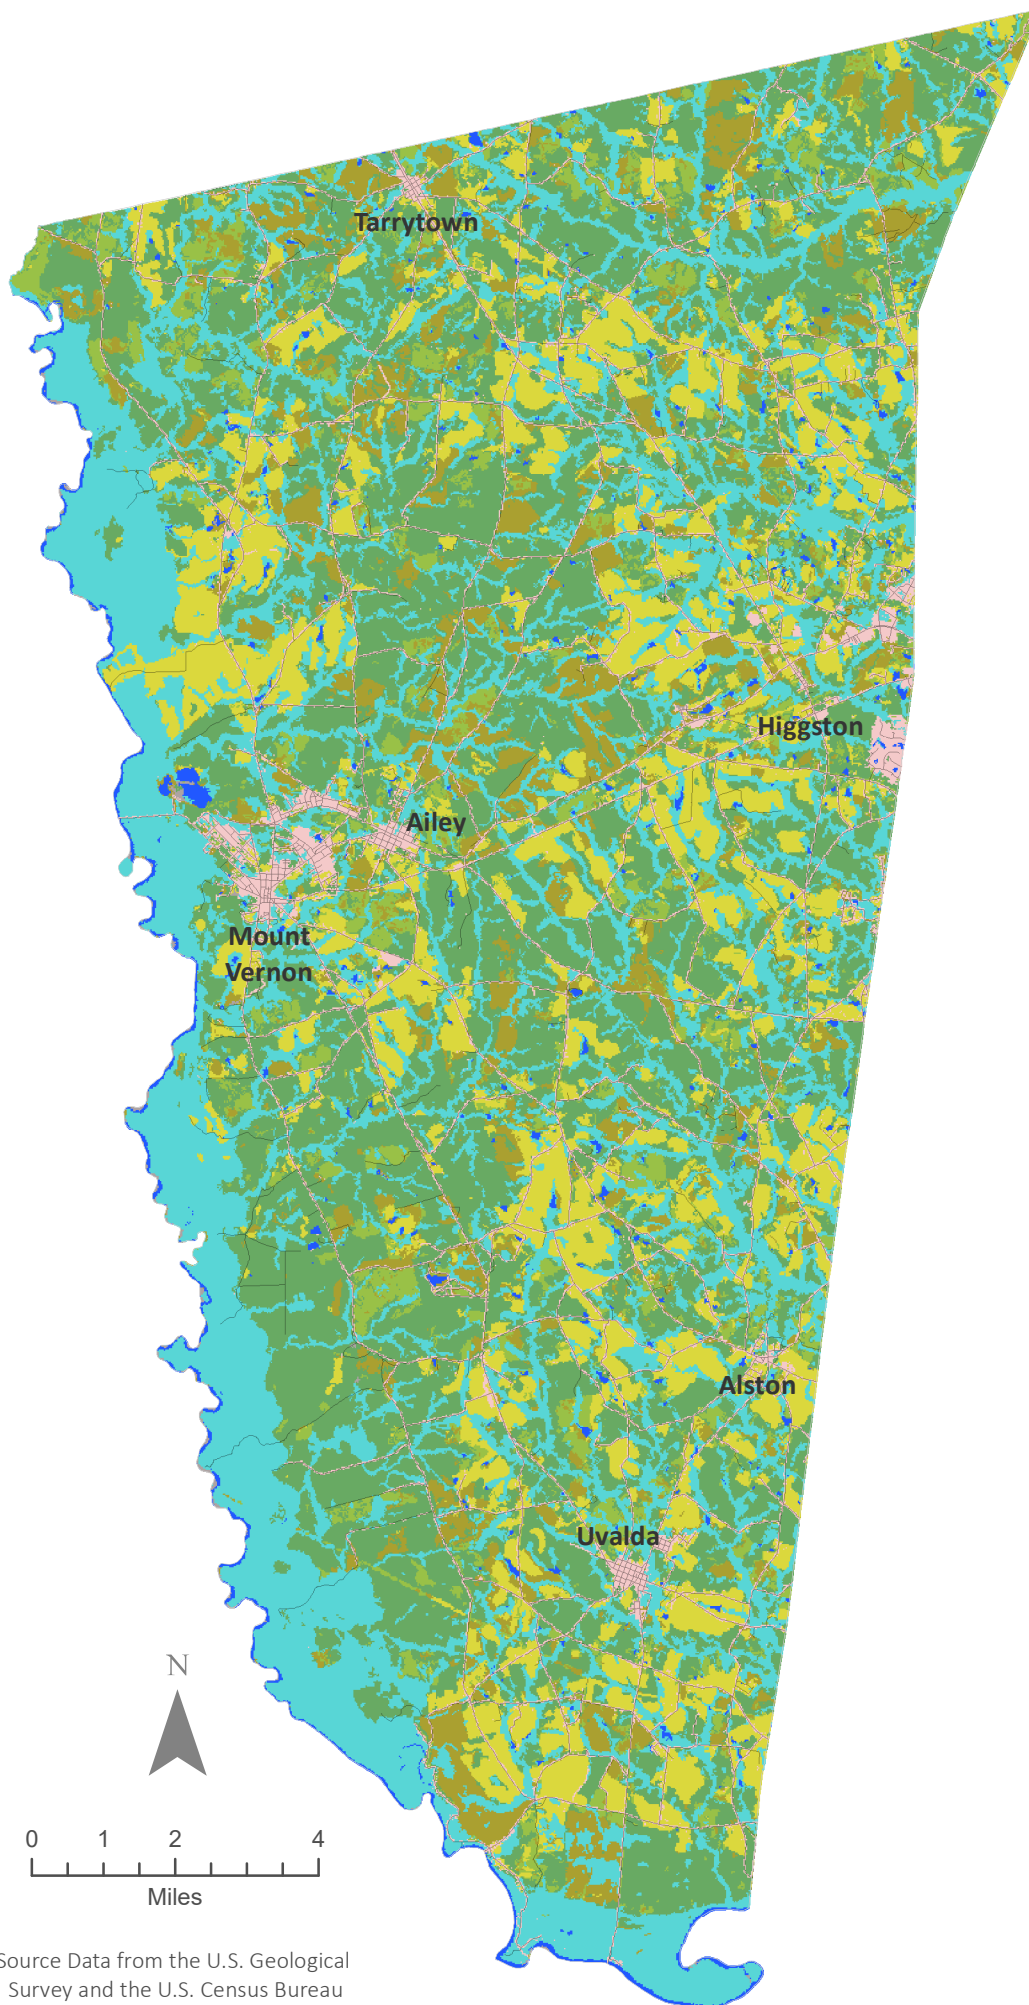 Tarrytown
Higgston
Ailey
Mount
Vernon
Alston
Uvalda
N
0 1 2 4
Miles
Source Data from the U.S. Geological
Survey and the U.S. Census Bureau